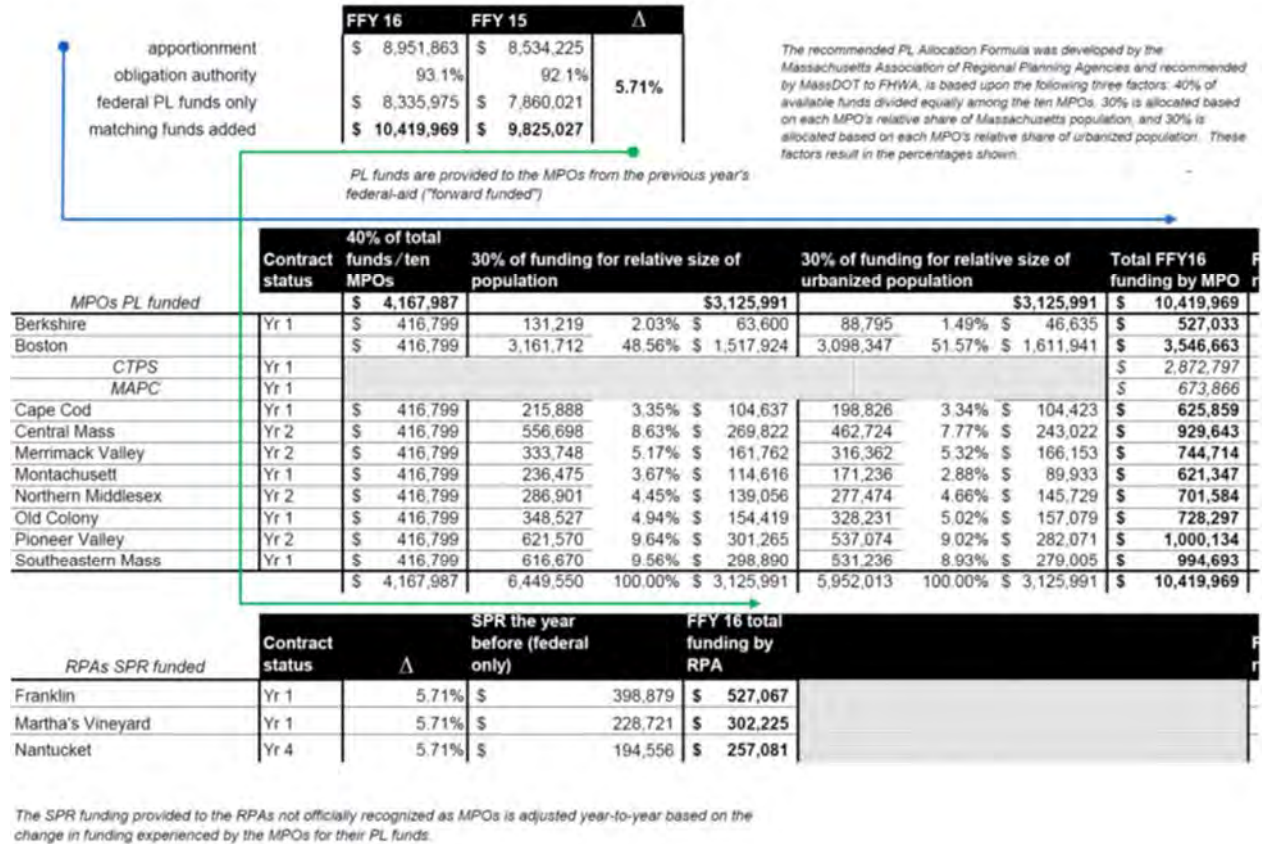 FFY 16 FFY 15 Δ
apportionment $ 8,951,863 $ 8,534,225
obligation authority 93.1% 92.1%
5.71%
federal PL funds only $ 8,335,975 $ 7,860,021
matching funds added $ 10,419,969 $ 9,825,027
The recommended PL Allocation Formula was developed by the
Massachusetts Association of Regional Planning Agencies and recommended
by MassDOT to FHWA, is based upon the following three factors: 40% of
available funds divided equally among the ten MPOs, 30% is allocated based
on each MPO's relative share of Massachusetts population, and 30% is
allocated based on each MPO's relative share of urbanized population. These
factors result in the percentages shown.
PL funds are provided to the MPOs from the previous year's
federal-aid ("forward funded")
40% of total
Contract funds/ten 30% of funding for relative size of 30% of funding for relative size of Total FFY16
status MPOs population urbanized population funding by MPO
MPOs PL funded $ 4,167,987 $3,125,991 $3,125,991 $ 10,419,969
Berkshire Yr 1 $ 416,799 131,219 2.03% $ 63,600 88,795 1.49% $ 46,635 $ 527,033
Boston $ 416,799 3,161,712 48.56% $ 1,517,924 3,098,347 51.57% $ 1,611,941 $ 3,546,663
CTPS Yr 1 $ 2,872,797
MAPC Yr 1 $ 673,866
Cape Cod Yr 1 $ 416,799 215,888 3.35% $ 104,637 198,826 3.34% $ 104,423 $ 625,859
Central Mass Yr 2 $ 416,799 556,698 8.63% $ 269,822 462,724 7.77% $ 243,022 $ 929,643
Merrimack Valley Yr 2 $ 416,799 333,748 5.17% $ 161,762 316,362 5.32% $ 166,153 $ 744,714
Montachusett Yr 1 $ 416,799 236,475 3.67% $ 114,616 171,236 2.88% $ 89,933 $ 621,347
Northern Middlesex Yr 2 $ 416,799 286,901 4.45% $ 139,056 277,474 4.66% $ 145,729 $ 701,584
Old Colony Yr 1 $ 416,799 348,527 4.94% $ 154,419 328,231 5.02% $ 157,079 $ 728,297
Pioneer Valley Yr 2 $ 416,799 621,570 9.64% $ 301,265 537,074 9.02% $ 282,071 $ 1,000,134
Southeastern Mass Yr 1 $ 416,799 616,670 9.56% $ 298,890 531,236 8.93% $ 279,005 $ 994,693
$ 4,167,987 6,449,550 100.00% $ 3,125,991 5,952,013 100.00% $ 3,125,991 $ 10,419,969
SPR the year FFY 16 total
Contract before (federal funding by
RPAs SPR funded status Δ only) RPA
Franklin Yr 1 5.71% $ 398,879 $ 527,067
Martha's Vineyard Yr 1 5.71% $ 228,721 $ 302,225
Nantucket Yr 4 5.71% $ 194,556 $ 257,081
The SPR funding provided to the RPAs not officially recognized as MPOs is adjusted year-to-year based on the
change in funding experienced by the MPOs for their PL funds.